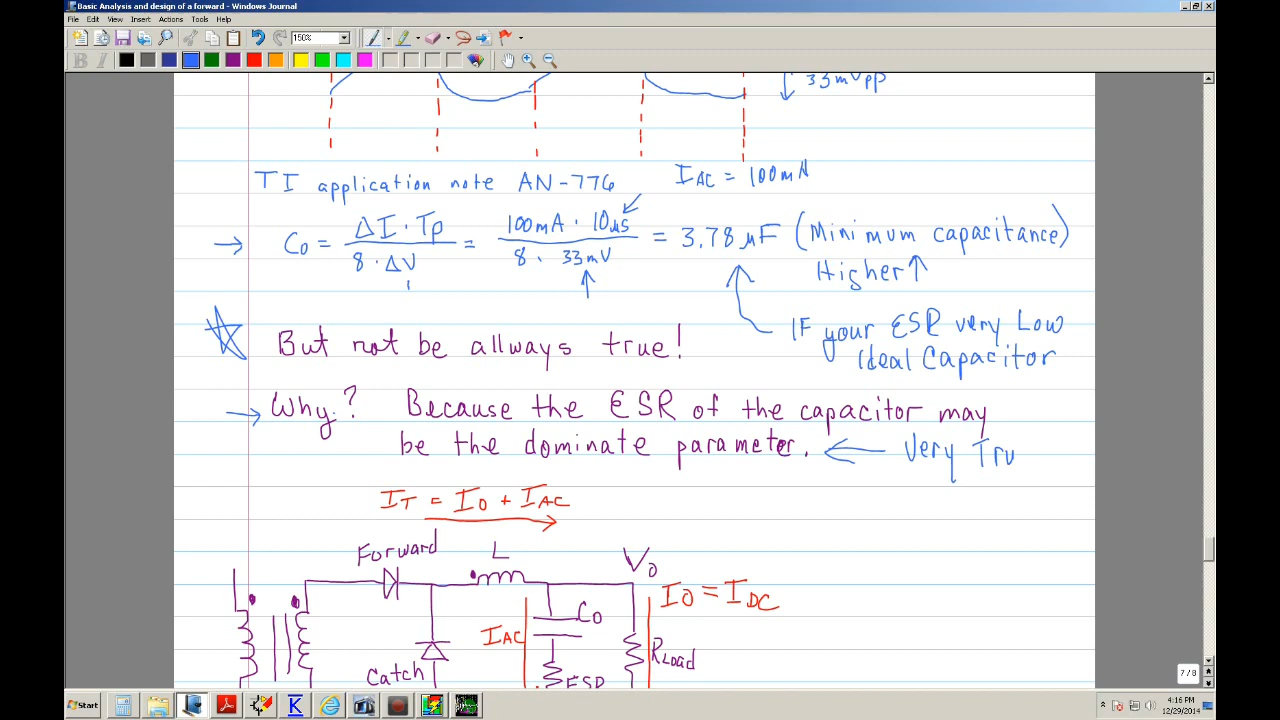 Basic Analysis and design of a forward - Windows Journal
File Edit View Insert Actions Tools Help
150%
B I
33mVpp
TI application note AN-776 IAC = 100mA
→ Co = ΔI · Tp / 8 · ΔV = 100mA · 10µs / 8 · 33mV = 3.78 µF (Minimum capacitance)
Higher ↑
IF your ESR very Low
Ideal Capacitor
But not be allways true!
→ Why? Because the ESR of the capacitor may
be the dominate parameter. ← Very Tru
IT = IO + IAC
Forward L VO
IO = IDC
CO
IAC
RLoad
Catch ESR
7/8
Start K
4:16 PM
12/29/2014